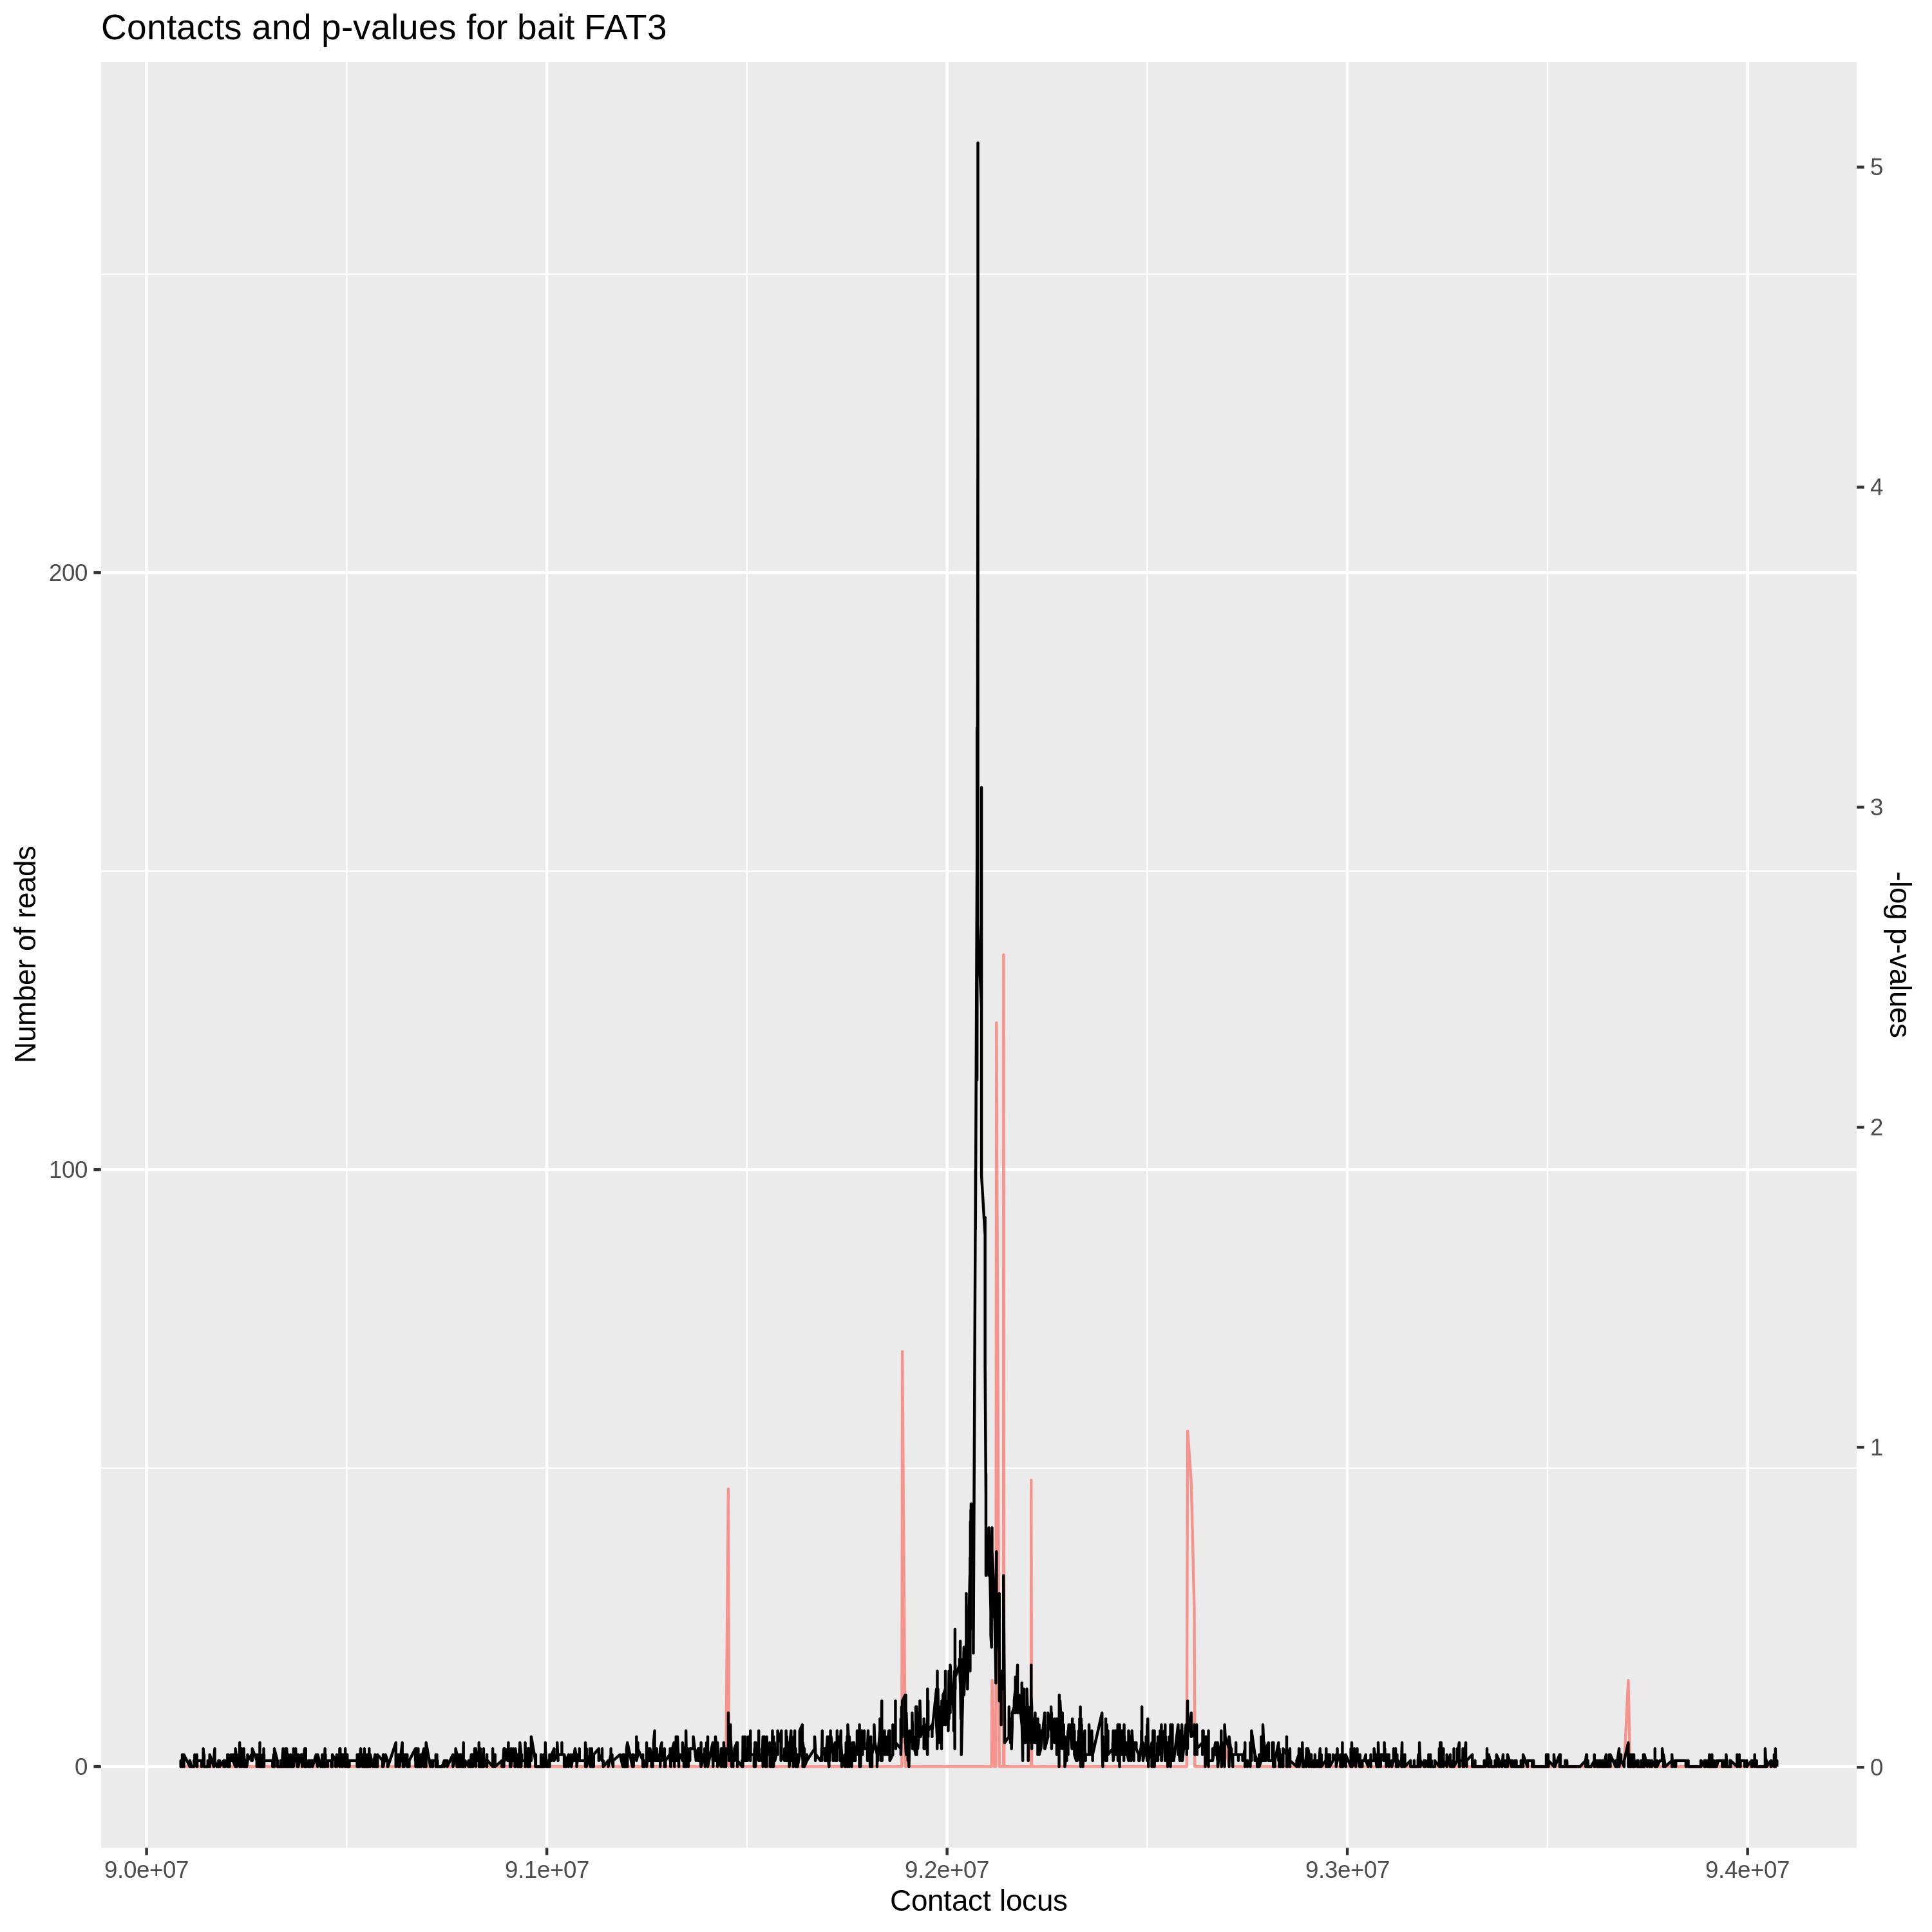 Contacts and p-values for bait FAT3
Number of reads
200
100
0
5
4
3
2
1
0
-log p-values
9.0e+07
9.1e+07
9.2e+07
9.3e+07
9.4e+07
Contact locus